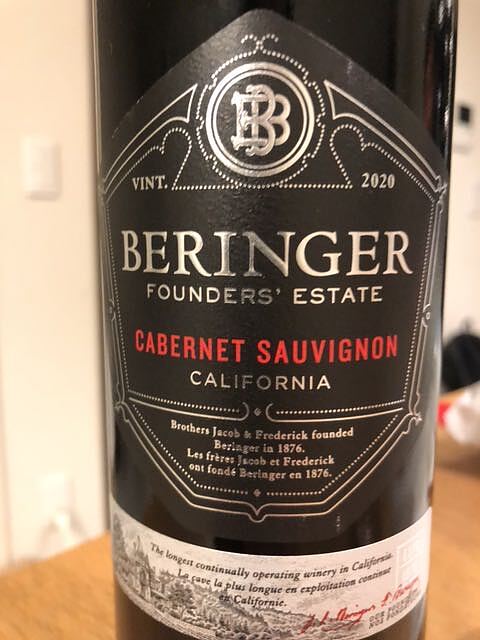 BB
VINT. 2020
BERINGER
FOUNDERS' ESTATE
CABERNET SAUVIGNON
CALIFORNIA
Brothers Jacob & Frederick founded
Beringer in 1876.
Les frères Jacob et Frederick
ont fondé Beringer en 1876.
The longest continually operating winery in California.
La cave la plus longue en exploitation continue
en Californie.